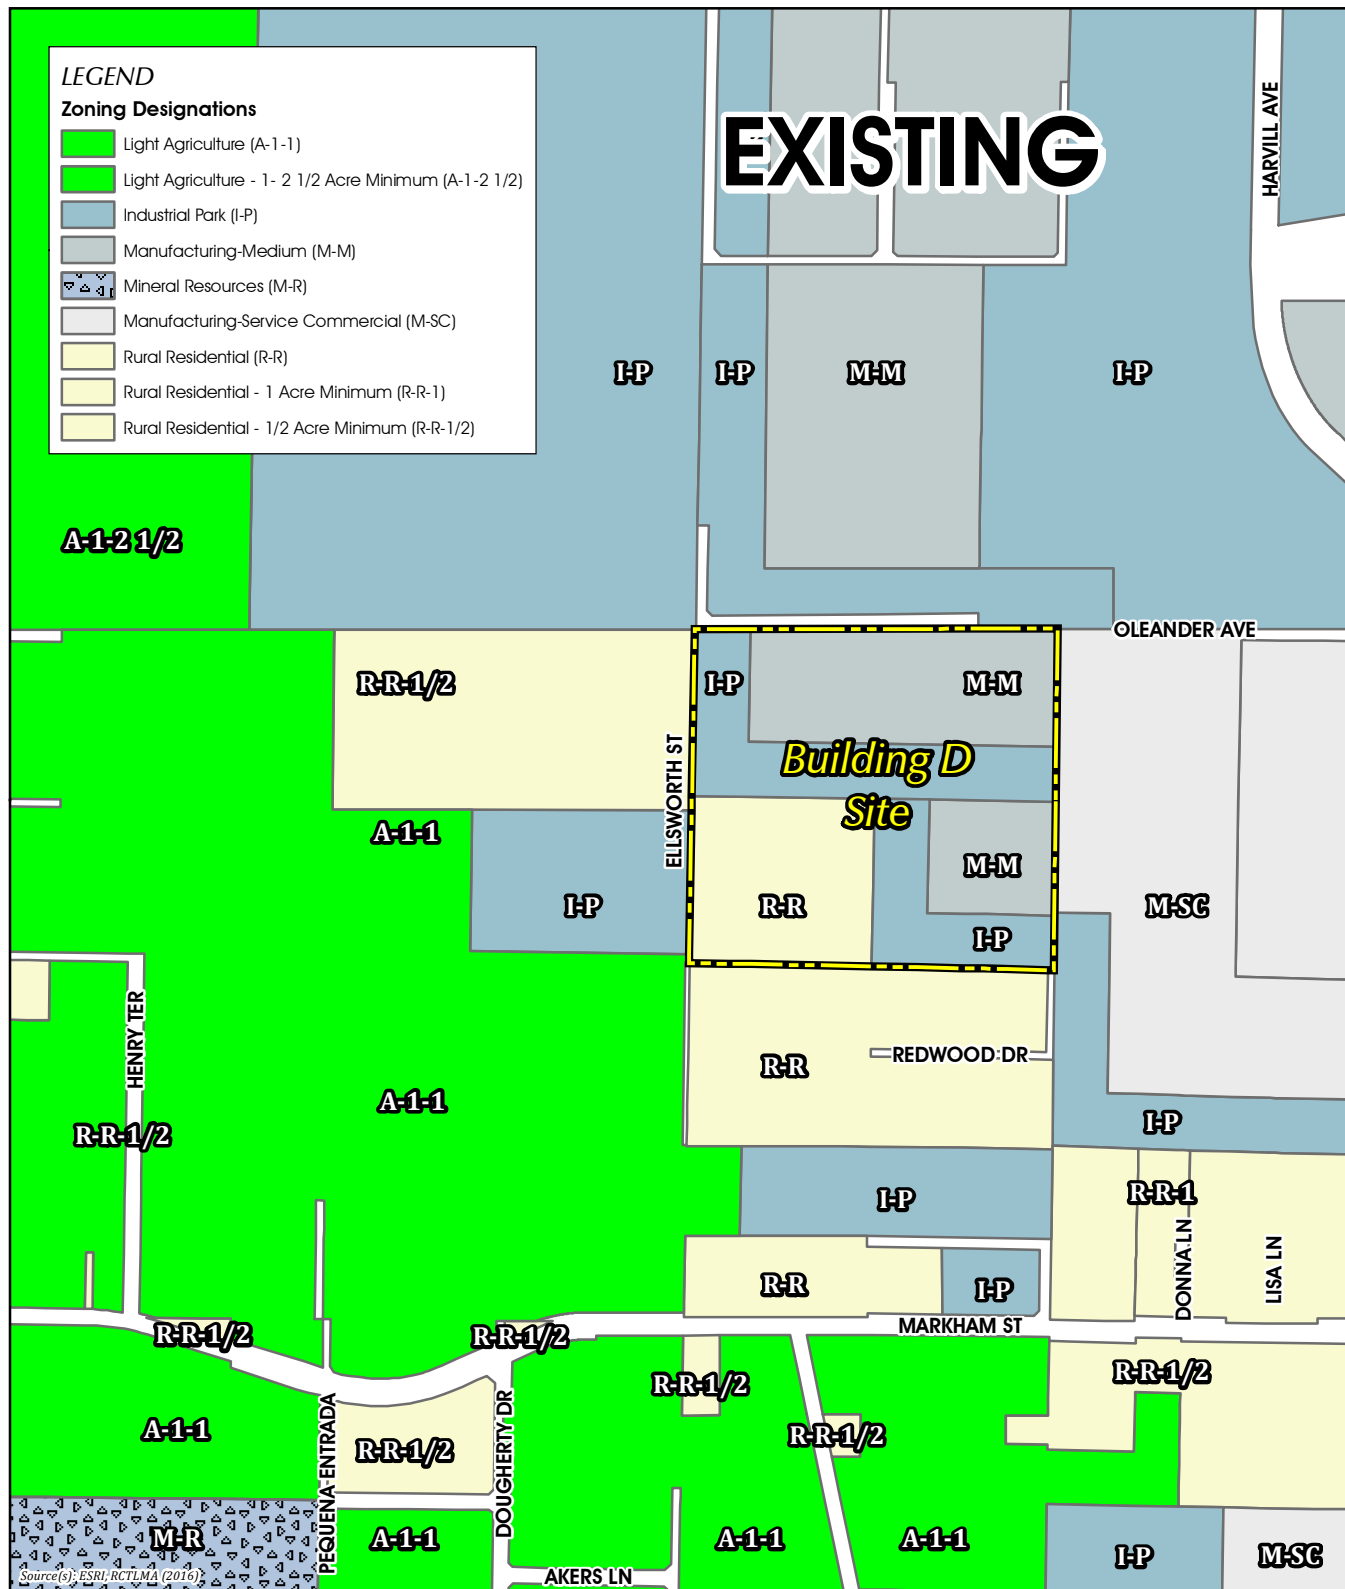 LEGEND
Zoning Designations
Light Agriculture (A-1-1)
Light Agriculture - 1- 2 1/2 Acre Minimum (A-1-2 1/2)
Industrial Park (I-P)
Manufacturing-Medium (M-M)
Mineral Resources (M-R)
Manufacturing-Service Commercial (M-SC)
Rural Residential (R-R)
Rural Residential - 1 Acre Minimum (R-R-1)
Rural Residential - 1/2 Acre Minimum (R-R-1/2)
EXISTING
HARVILL AVE
I-P
I-P
M-M
I-P
A-1-2 1/2
OLEANDER AVE
R-R-1/2
I-P
M-M
ELLSWORTH ST
Building D
Site
A-1-1
M-M
I-P
R-R
M-SC
I-P
HENRY TER
REDWOOD DR
R-R
A-1-1
I-P
R-R-1/2
R-R-1
I-P
DONNA LN
LISA LN
R-R
I-P
MARKHAM ST
R-R-1/2
R-R-1/2
R-R-1/2
R-R-1/2
A-1-1
R-R-1/2
R-R-1/2
PEQUENA ENTRADA
DOUGHERTY DR
M-R
A-1-1
A-1-1
A-1-1
I-P
M-SC
AKERS LN
Source(s): ESRI, RCTLMA (2016)